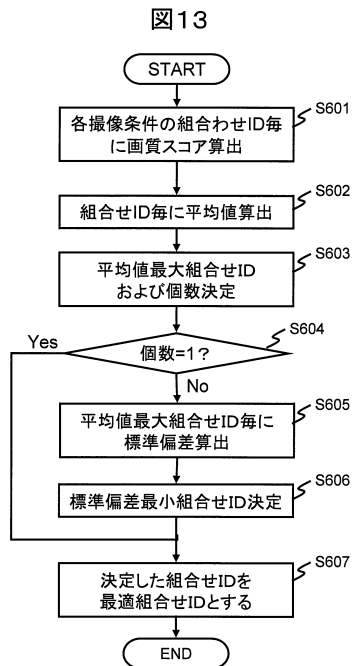 図13
START
S601
各撮像条件の組合わせID毎
に画質スコア算出
S602
組合せID毎に平均値算出
S603
平均値最大組合せID
および個数決定
S604
Yes
個数=1?
No
S605
平均値最大組合せID毎に
標準偏差算出
S606
標準偏差最小組合せID決定
S607
決定した組合せIDを
最適組合せIDとする
END